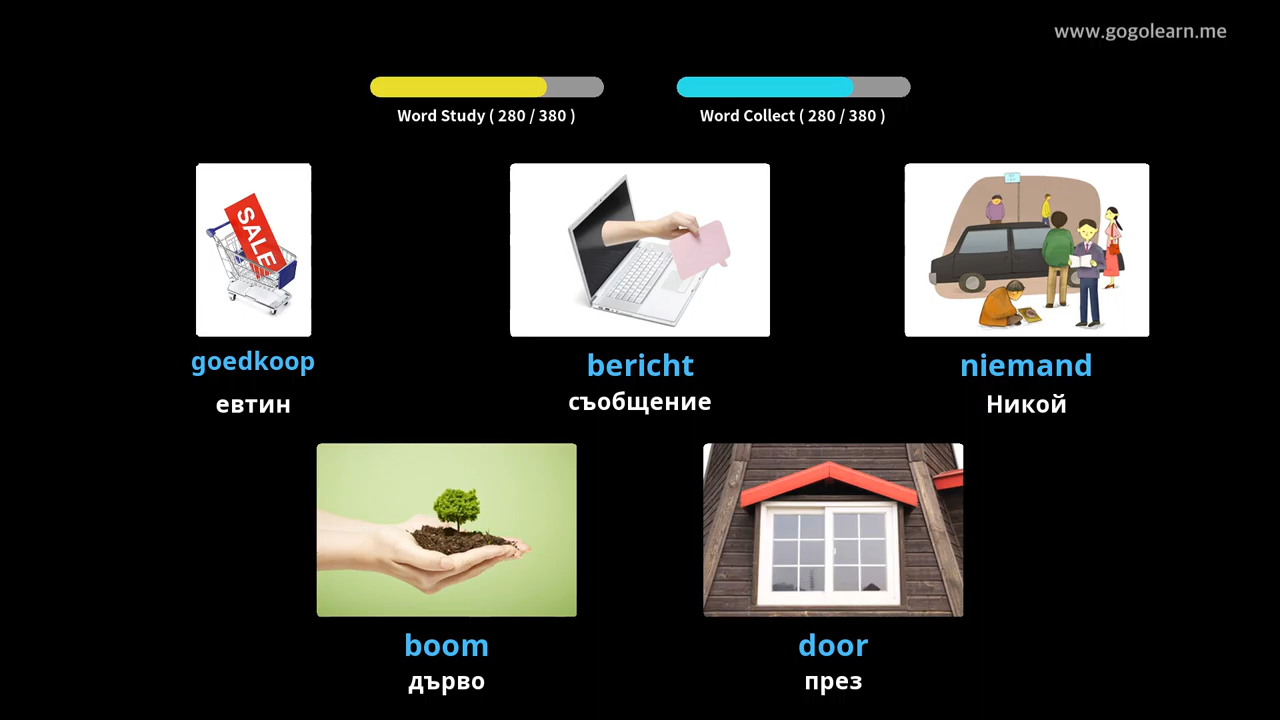 www.gogolearn.me
Word Study ( 280 / 380 )
Word Collect ( 280 / 380 )
SALE
goedkoop
евтин
bericht
съобщение
niemand
Никой
boom
дърво
door
през